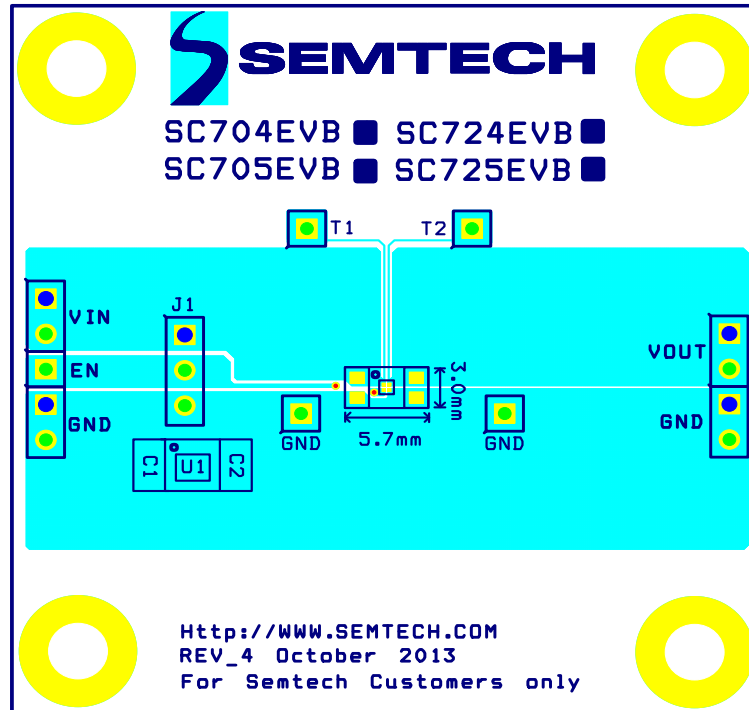 SEMTECH
SC704EVB SC724EVB
SC705EVB SC725EVB
T1 T2
J1
VIN
EN
GND
VOUT
GND
3.0mm
5.7mm
GND
GND
C1 U1 C2
Http://WWW.SEMTECH.COM
REV_4 October 2013
For Semtech Customers only